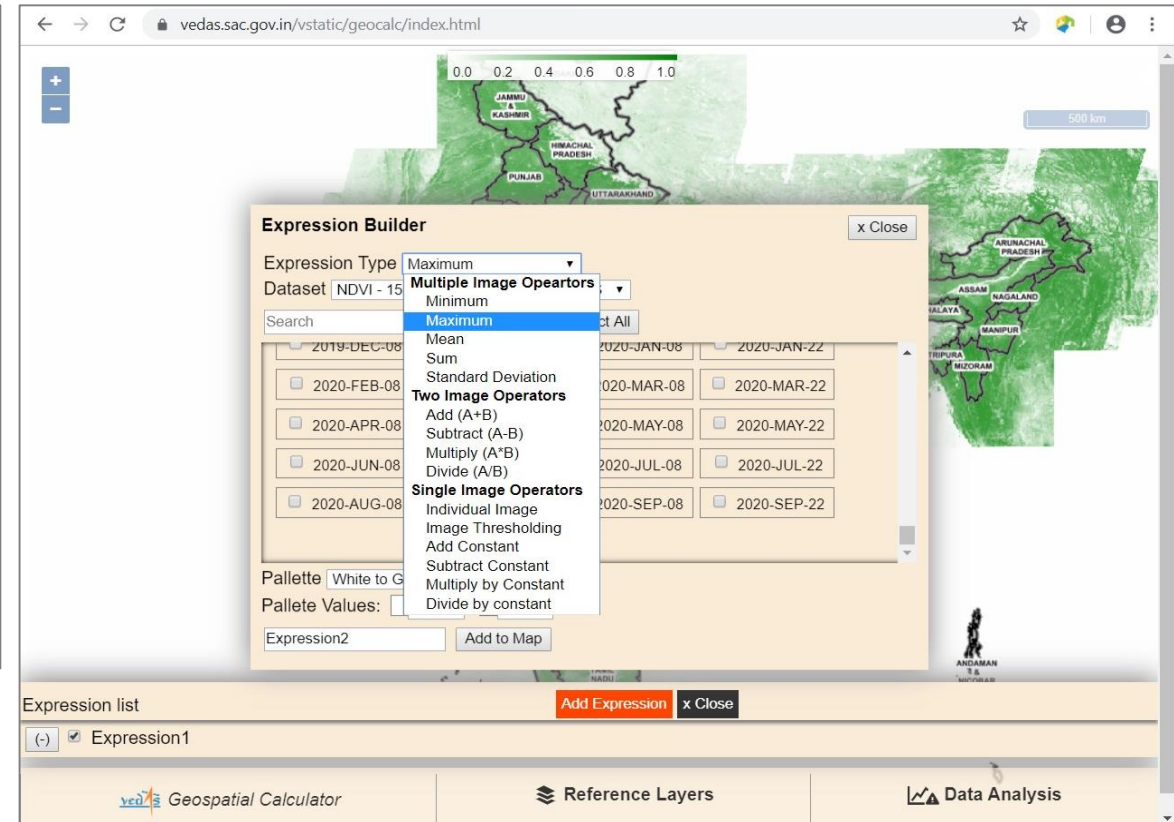 vedas.sac.gov.in/vstatic/geocalc/index.html
+
−
0.0 0.2 0.4 0.6 0.8 1.0
500 km
JAMMU
&
KASHMIR
HIMACHAL
PRADESH
PUNJAB
UTTARAKHAND
ARUNACHAL
PRADESH
ASSAM
NAGALAND
MANIPUR
TRIPURA
MIZORAM
Expression Builder
x Close
Expression Type Maximum
Dataset NDVI - 15
Search
Multiple Image Opeartors
Minimum
Maximum
Mean
Sum
Standard Deviation
Two Image Operators
Add (A+B)
Subtract (A-B)
Multiply (A*B)
Divide (A/B)
Single Image Operators
Individual Image
Image Thresholding
Add Constant
Subtract Constant
Multiply by Constant
Divide by constant
All
2019-DEC-08 2020-JAN-08 2020-JAN-22
2020-FEB-08 2020-MAR-08 2020-MAR-22
2020-APR-08 2020-MAY-08 2020-MAY-22
2020-JUN-08 2020-JUL-08 2020-JUL-22
2020-AUG-08 2020-SEP-08 2020-SEP-22
Pallette White to G
Pallete Values:
Expression2 Add to Map
NADU
ANDAMAN
&
Expression list Add Expression x Close
(-) Expression1
vedas Geospatial Calculator Reference Layers Data Analysis